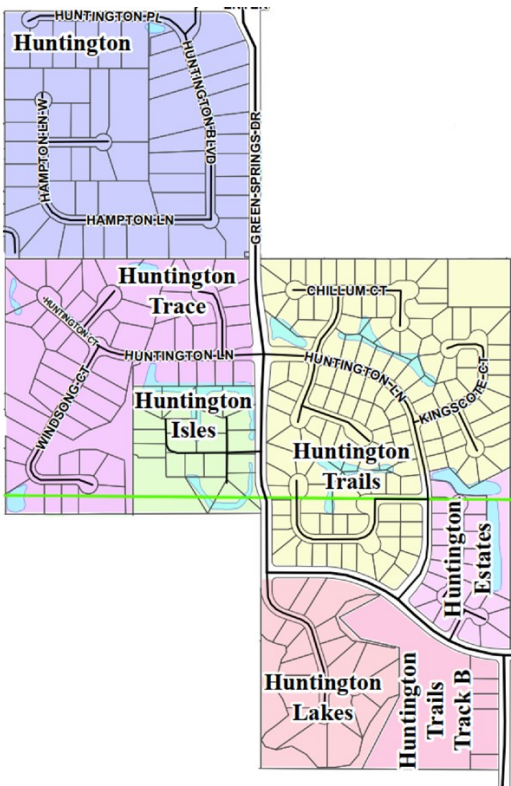 HUNTINGTON PL
Huntington
HUNTINGTON BLVD
HAMPTON LN W
GREEN SPRINGS DR
HAMPTON LN
Huntington
Trace
CHILLUM CT
HUNTINGTON CT
HUNTINGTON LN
HUNTINGTON LN
KINGSCOTE CT
WINDSONG CT
Huntington
Isles
Huntington
Trails
Huntington
Estates
Huntington
Lakes
Huntington
Trails
Track B